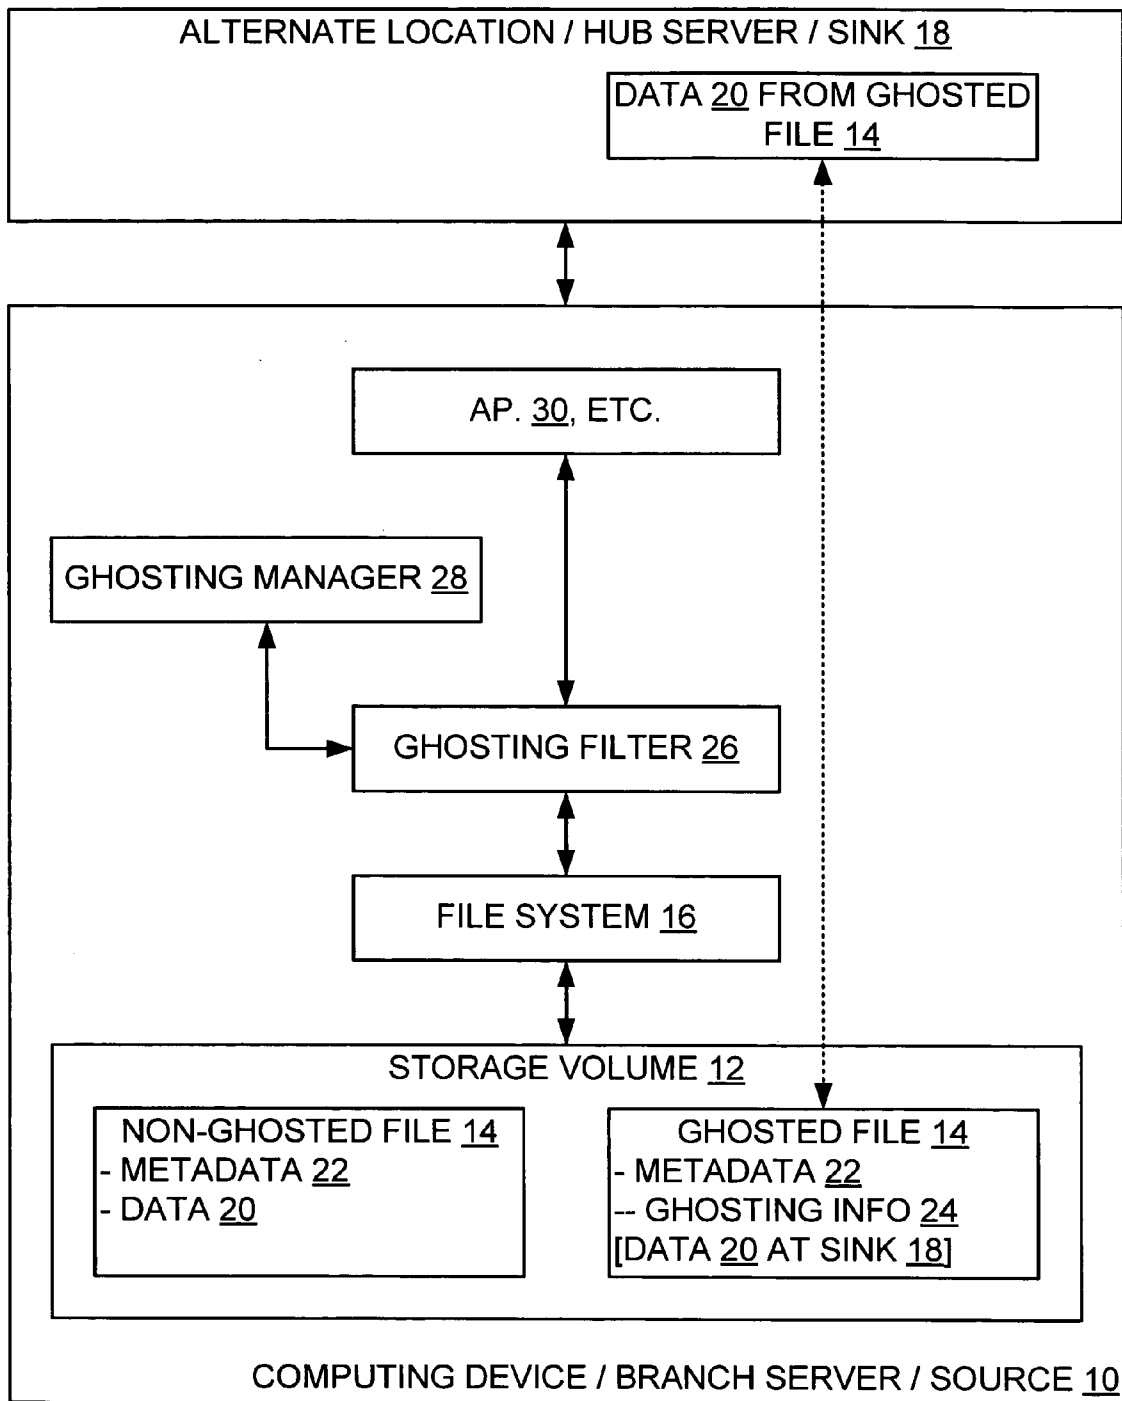 ALTERNATE LOCATION / HUB SERVER / SINK 18
DATA 20 FROM GHOSTED
FILE 14
AP. 30, ETC.
GHOSTING MANAGER 28
GHOSTING FILTER 26
FILE SYSTEM 16
STORAGE VOLUME 12
NON-GHOSTED FILE 14
- METADATA 22
- DATA 20
GHOSTED FILE 14
- METADATA 22
-- GHOSTING INFO 24
[DATA 20 AT SINK 18]
COMPUTING DEVICE / BRANCH SERVER / SOURCE 10